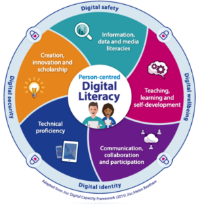 Digital safety
Information,
data and media
literacies
Creation,
innovation and
scholarship
Person-centred
Digital
Literacy
Teaching,
learning and
self-development
Digital security
Digital wellbeing
Technical
proficiency
Communication,
collaboration
and participation
Digital identity